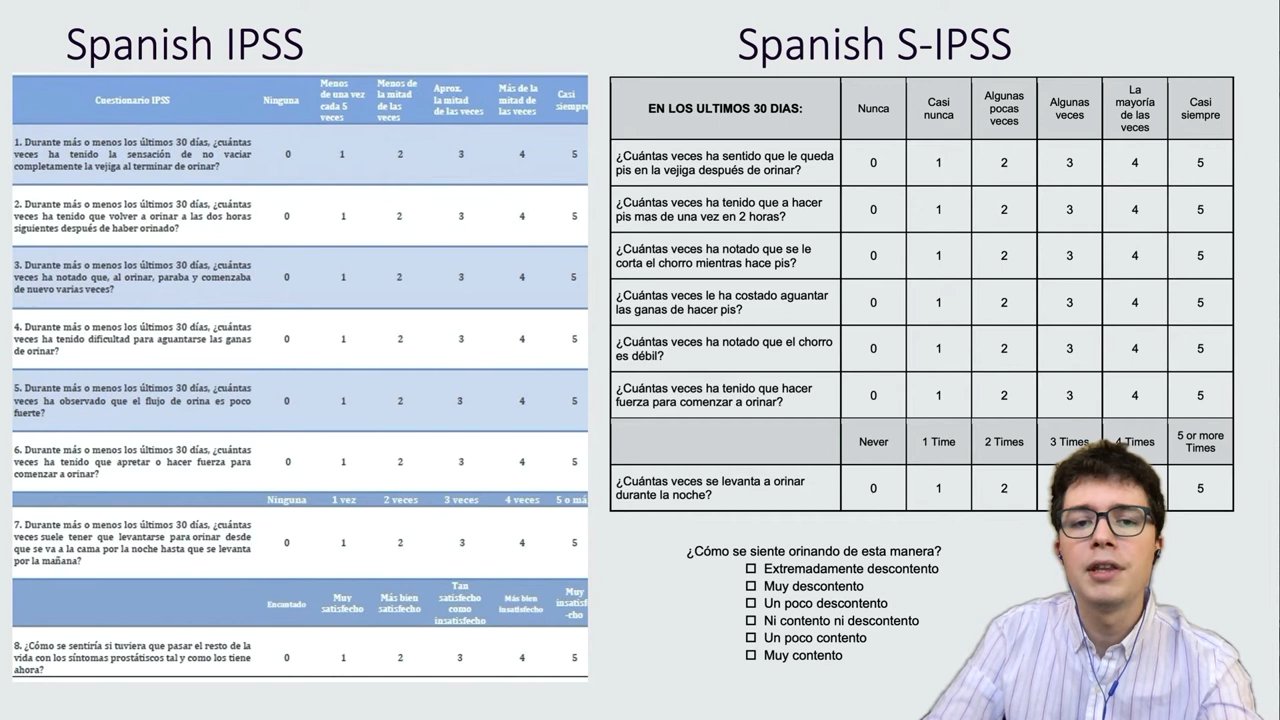 Spanish IPSS
Cuestionario IPSS
Ninguna
Menos
de una vez
cada 5
veces
Menos de
la mitad
de las
veces
Aprox.
la mitad
de las veces
Más de la
mitad de
las veces
Casi
siempre
1. Durante más o menos los últimos 30 días, ¿cuántas
veces ha tenido la sensación de no vaciar
completamente la vejiga al terminar de orinar?
0 1 2 3 4 5
2. Durante más o menos los últimos 30 días, ¿cuántas
veces ha tenido que volver a orinar a las dos horas
siguientes después de haber orinado?
0 1 2 3 4 5
3. Durante más o menos los últimos 30 días, ¿cuántas
veces ha notado que, al orinar, paraba y comenzaba
de nuevo varias veces?
0 1 2 3 4 5
4. Durante más o menos los últimos 30 días, ¿cuántas
veces ha tenido dificultad para aguantarse las ganas
de orinar?
0 1 2 3 4 5
5. Durante más o menos los últimos 30 días, ¿cuántas
veces ha observado que el flujo de orina es poco
fuerte?
0 1 2 3 4 5
6. Durante más o menos los últimos 30 días, ¿cuántas
veces ha tenido que apretar o hacer fuerza para
comenzar a orinar?
0 1 2 3 4 5
Ninguna 1 vez 2 veces 3 veces 4 veces 5 o má
7. Durante más o menos los últimos 30 días, ¿cuántas
veces suele tener que levantarse para orinar desde
que se va a la cama por la noche hasta que se levanta
por la mañana?
0 1 2 3 4 5
Encantado
Muy
satisfecho
Más bien
satisfecho
Tan
satisfecho
como
insatisfecho
Más bien
insatisfecho
Muy
insatisf
-cho
8. ¿Cómo se sentiría si tuviera que pasar el resto de la
vida con los síntomas prostátiscos tal y como los tiene
ahora?
0 1 2 3 4 5
Spanish S-IPSS
EN LOS ULTIMOS 30 DIAS:
Nunca
Casi
nunca
Algunas
pocas
veces
Algunas
veces
La
mayoría
de las
veces
Casi
siempre
¿Cuántas veces ha sentido que le queda
pis en la vejiga después de orinar?
0 1 2 3 4 5
¿Cuántas veces ha tenido que a hacer
pis mas de una vez en 2 horas?
0 1 2 3 4 5
¿Cuántas veces ha notado que se le
corta el chorro mientras hace pis?
0 1 2 3 4 5
¿Cuántas veces le ha costado aguantar
las ganas de hacer pis?
0 1 2 3 4 5
¿Cuántas veces ha notado que el chorro
es débil?
0 1 2 3 4 5
¿Cuántas veces ha tenido que hacer
fuerza para comenzar a orinar?
0 1 2 3 4 5
Never 1 Time 2 Times 3 Times 4 Times 5 or more
Times
¿Cuántas veces se levanta a orinar
durante la noche?
0 1 2 5
¿Cómo se siente orinando de esta manera?
Extremadamente descontento
Muy descontento
Un poco descontento
Ni contento ni descontento
Un poco contento
Muy contento